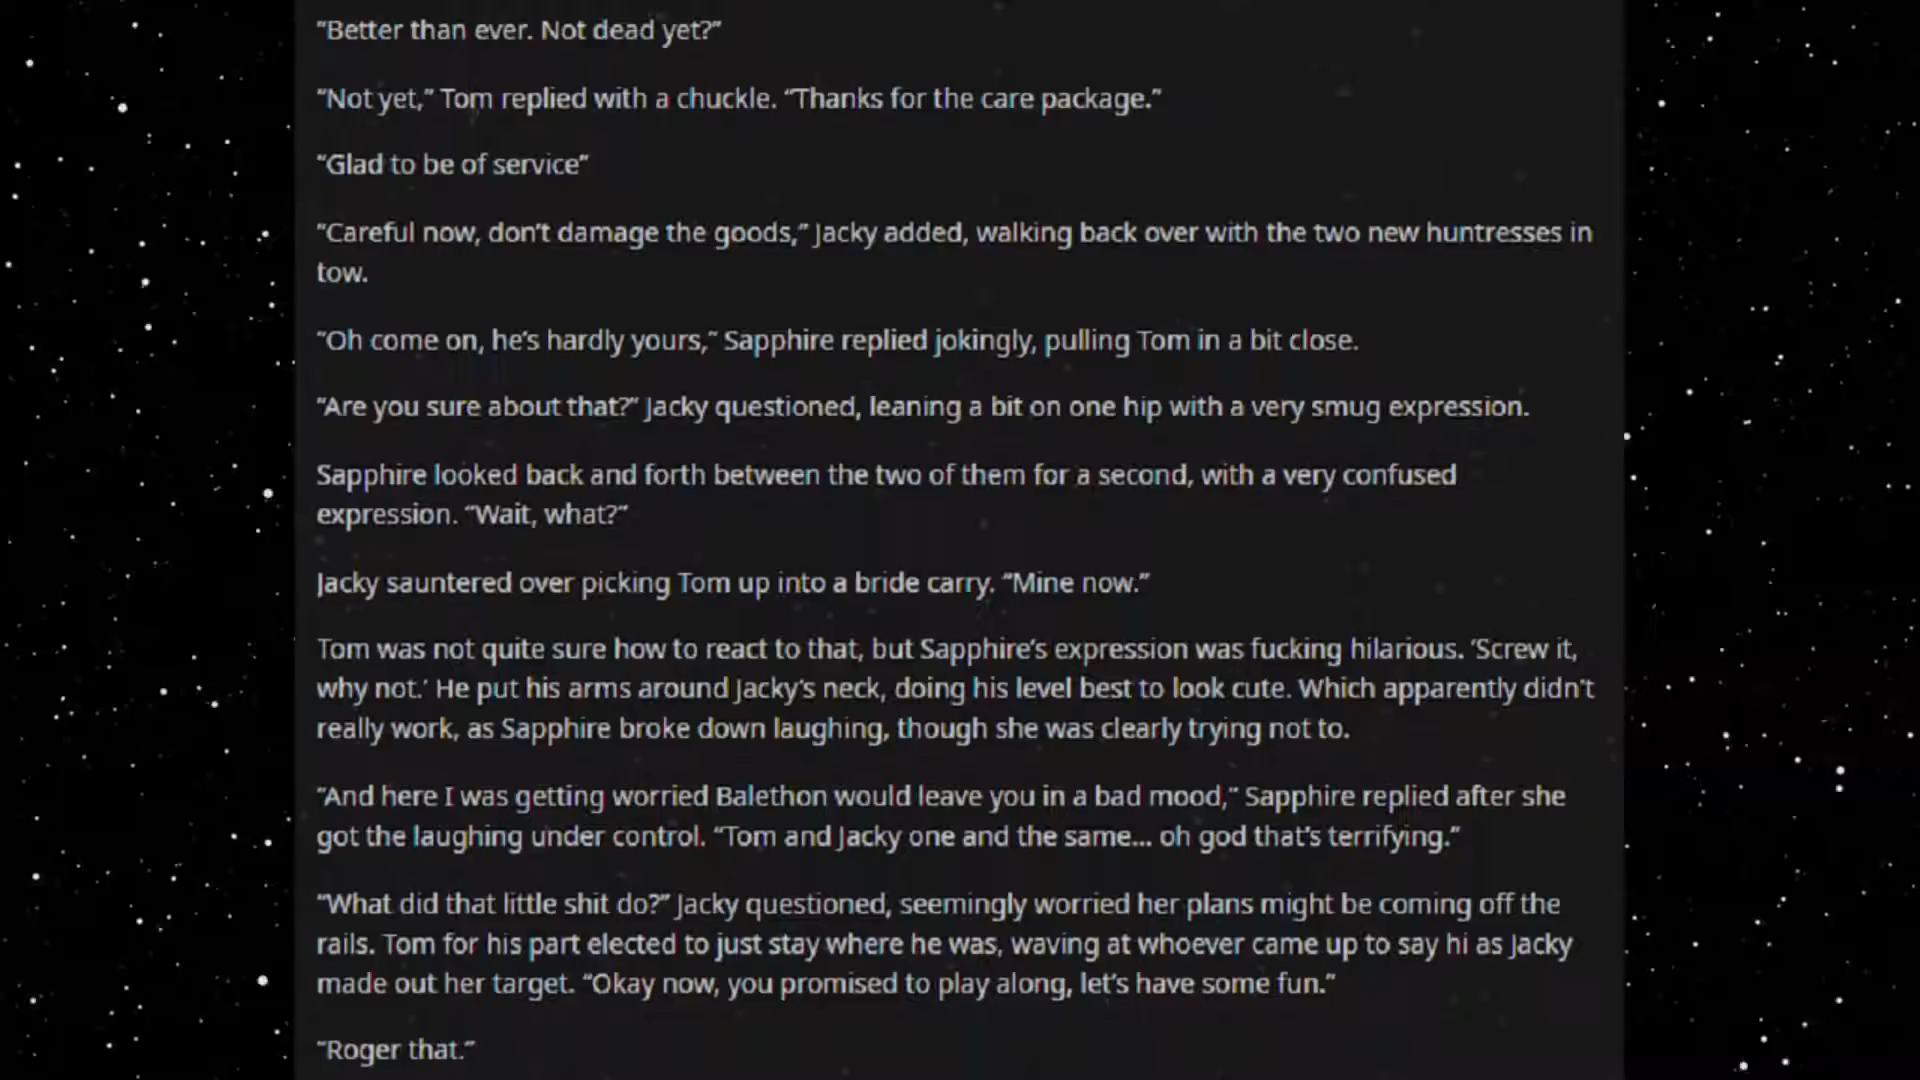 “Better than ever. Not dead yet?”
“Not yet,” Tom replied with a chuckle. “Thanks for the care package.”
“Glad to be of service”
“Careful now, don’t damage the goods,” Jacky added, walking back over with the two new huntresses in
tow.
“Oh come on, he’s hardly yours,” Sapphire replied jokingly, pulling Tom in a bit close.
“Are you sure about that?” Jacky questioned, leaning a bit on one hip with a very smug expression.
Sapphire looked back and forth between the two of them for a second, with a very confused
expression. “Wait, what?”
Jacky sauntered over picking Tom up into a bride carry. “Mine now.”
Tom was not quite sure how to react to that, but Sapphire’s expression was fucking hilarious. ‘Screw it,
why not.’ He put his arms around Jacky’s neck, doing his level best to look cute. Which apparently didn’t
really work, as Sapphire broke down laughing, though she was clearly trying not to.
“And here I was getting worried Balethon would leave you in a bad mood,” Sapphire replied after she
got the laughing under control. “Tom and Jacky one and the same... oh god that’s terrifying.”
“What did that little shit do?” Jacky questioned, seemingly worried her plans might be coming off the
rails. Tom for his part elected to just stay where he was, waving at whoever came up to say hi as Jacky
made out her target. “Okay now, you promised to play along, let’s have some fun.”
“Roger that.”